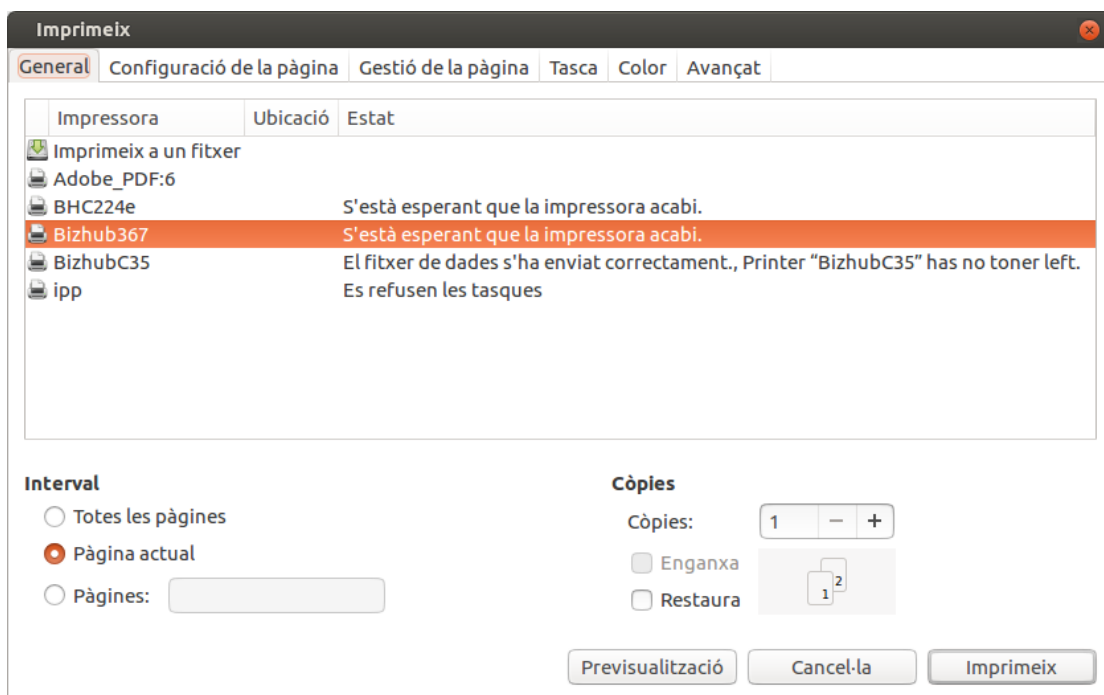 Imprimeix
General Configuració de la pàgina Gestió de la pàgina Tasca Color Avançat
Impressora Ubicació Estat
Imprimeix a un fitxer
Adobe_PDF:6
BHC224e S'està esperant que la impressora acabi.
Bizhub367 S'està esperant que la impressora acabi.
BizhubC35 El fitxer de dades s'ha enviat correctament., Printer “BizhubC35” has no toner left.
ipp Es refusen les tasques
Interval Còpies
Totes les pàgines Còpies: 1
Pàgina actual Enganxa
Pàgines: Restaura 1 2
Previsualització Cancel·la Imprimeix